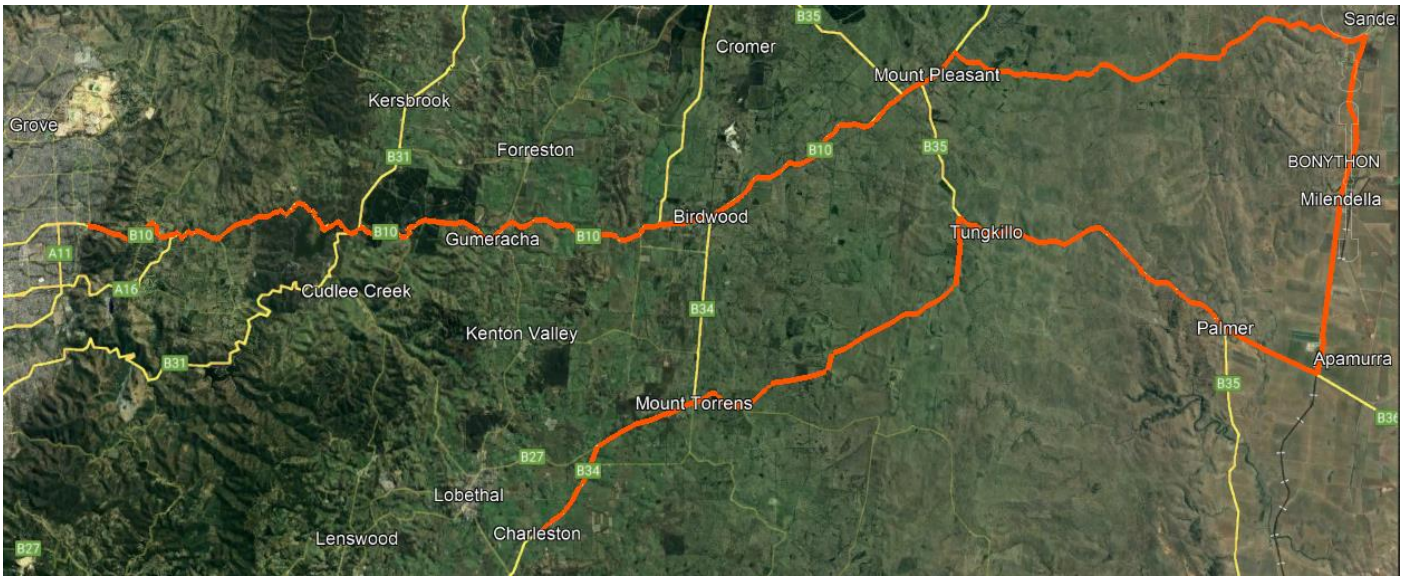 B35
Sande
Cromer
Mount Pleasant
Kersbrook
Grove
B31
Forreston
B10
B35
BONYTHON
Milendella
Birdwood
B10
B10
Gumeracha
B10
Tungkillo
A11
A16
Cudlee Creek
B34
Kenton Valley
Palmer
Apamurra
B31
B35
Mount Torrens
B36
B27
B34
Lobethal
Charleston
Lenswood
B27